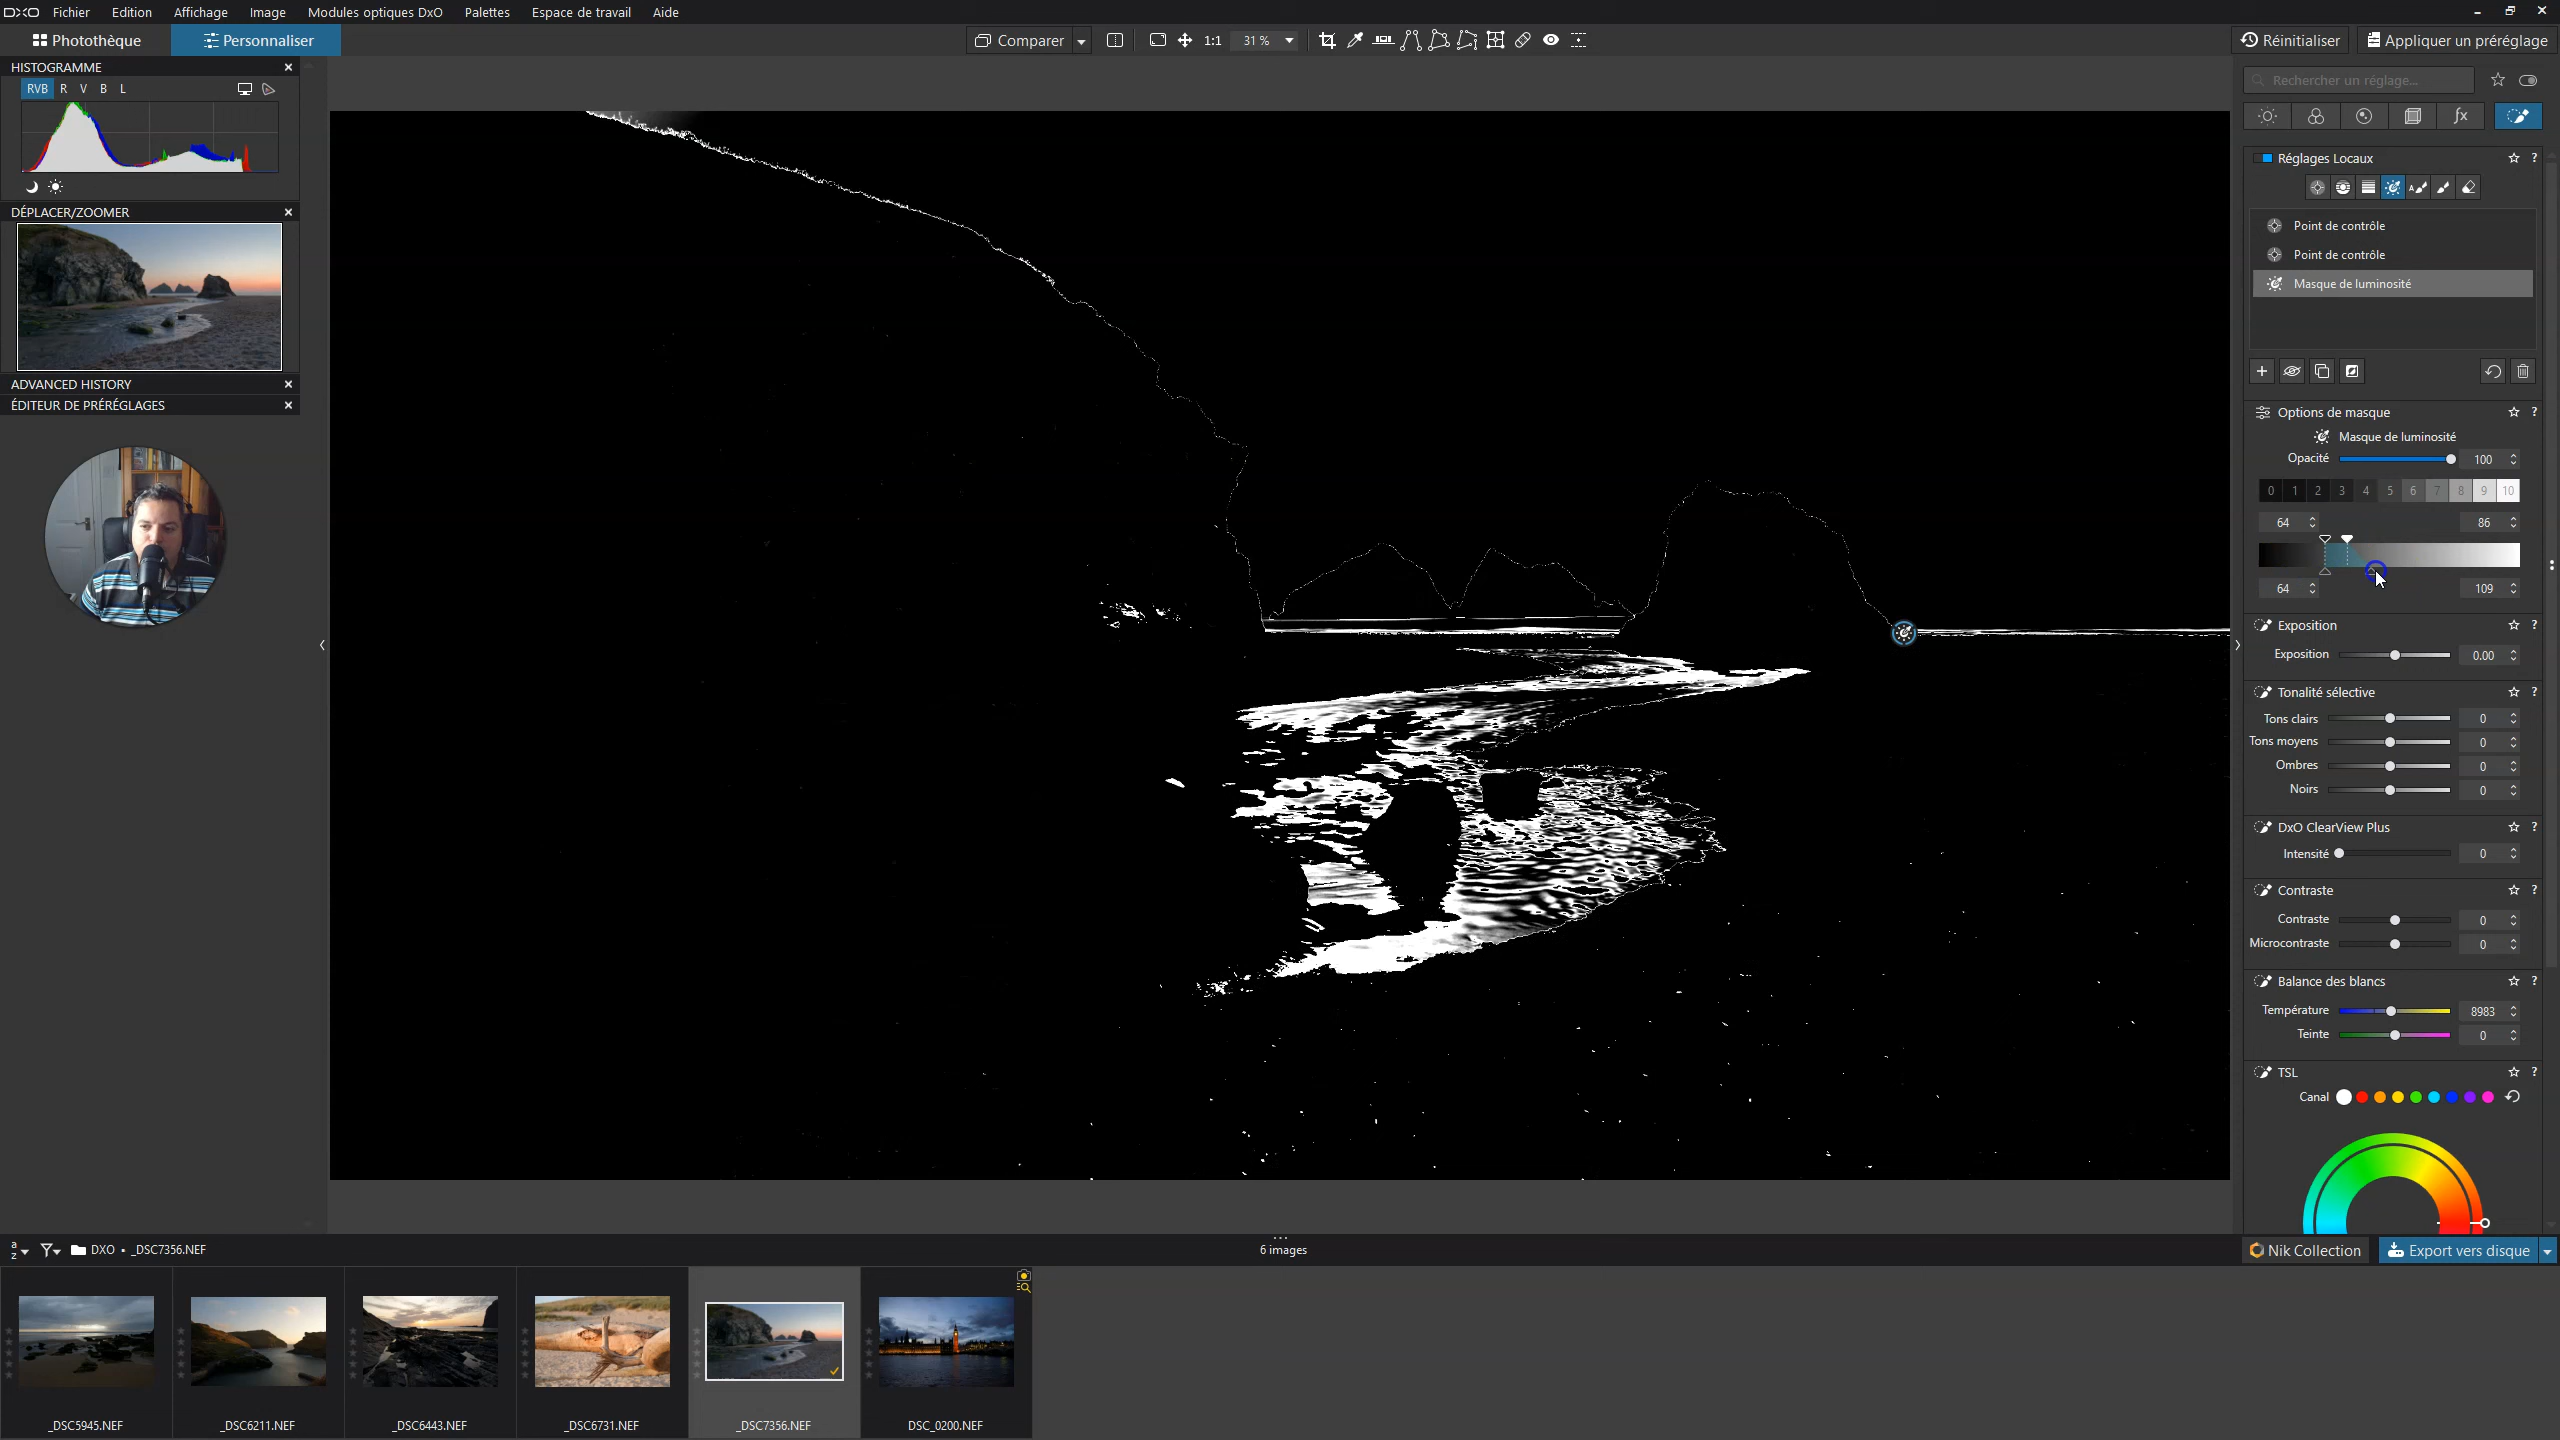 DXO Fichier Edition Affichage Image Modules optiques DxO Palettes Espace de travail Aide
Photothèque Personnaliser Comparer 1:1 31 % Réinitialiser Appliquer un préréglage
HISTOGRAMME
RVB R V B L
DÉPLACER/ZOOMER
ADVANCED HISTORY
ÉDITEUR DE PRÉRÉGLAGES
Rechercher un réglage...
fx
Réglages Locaux ?
Point de contrôle
Point de contrôle
Masque de luminosité
Options de masque ?
Masque de luminosité
Opacité 100
0 1 2 3 4 5 6 7 8 9 10
64 86
64 109
Exposition ?
Exposition 0.00
Tonalité sélective ?
Tons clairs 0
Tons moyens 0
Ombres 0
Noirs 0
DxO ClearView Plus ?
Intensité 0
Contraste ?
Contraste 0
Microcontraste 0
Balance des blancs ?
Température 8983
Teinte 0
TSL ?
Canal
a z DXO • _DSC7356.NEF 6 images Nik Collection Export vers disque
_DSC5945.NEF _DSC6211.NEF _DSC6443.NEF _DSC6731.NEF _DSC7356.NEF DSC_0200.NEF